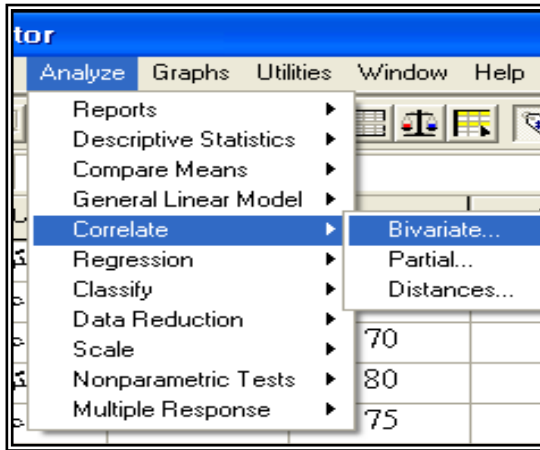 tor
Analyze Graphs Utilities Window Help
Reports
Descriptive Statistics
Compare Means
General Linear Model
Correlate Bivariate...
Regression Partial...
Classify Distances...
Data Reduction
Scale 70
Nonparametric Tests 80
Multiple Response 75